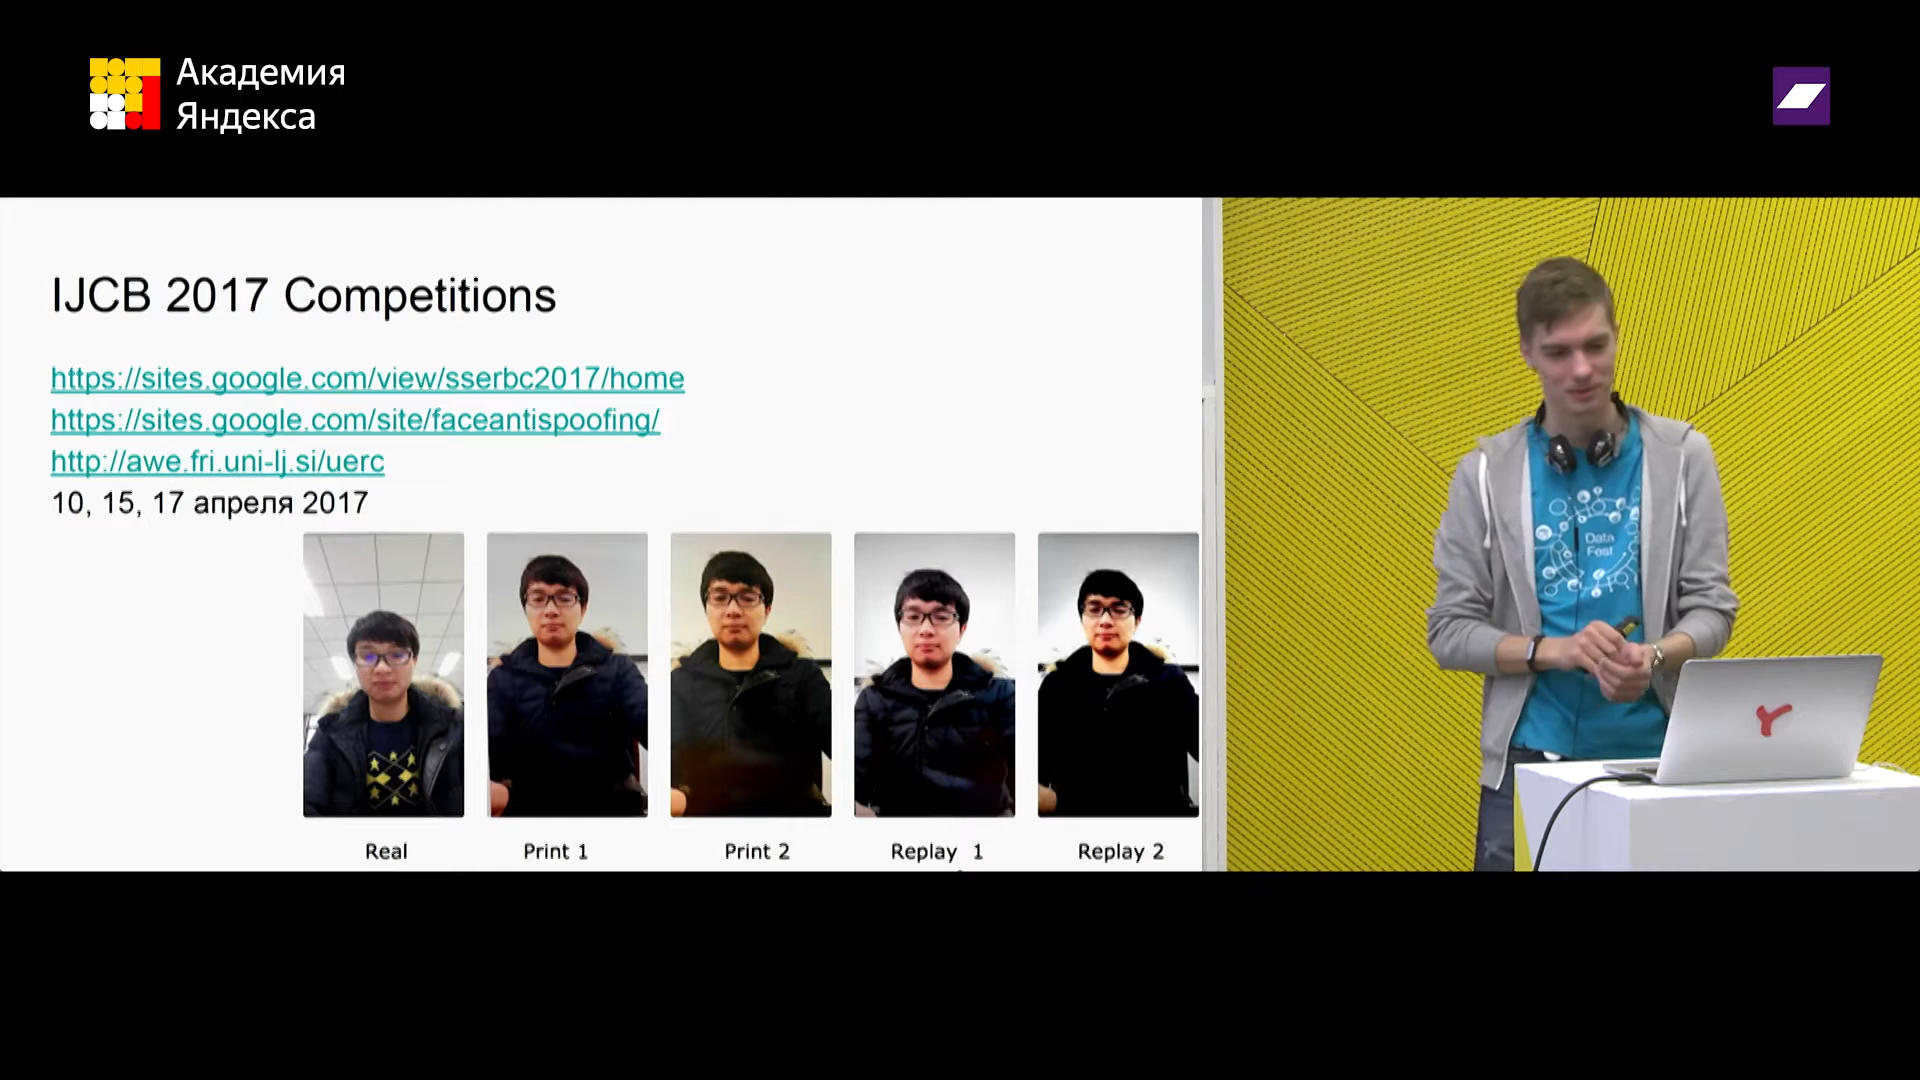 Академия
Яндекса
IJCB 2017 Competitions
https://sites.google.com/view/sserbc2017/home
https://sites.google.com/site/faceantispoofing/
http://awe.fri.uni-lj.si/uerc
10, 15, 17 апреля 2017
Real
Print 1
Print 2
Replay 1
Replay 2
Data
Fest